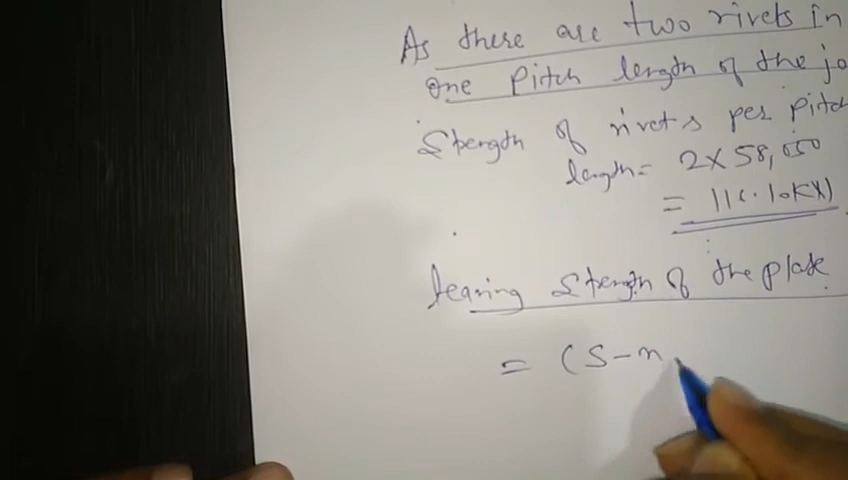 As there are two rivets in
one Pitch length of the jo
Strength of rivets per pitch
length = 2 X 58,050
= 116.10KN
tearing Strength of the plate
= (S-n